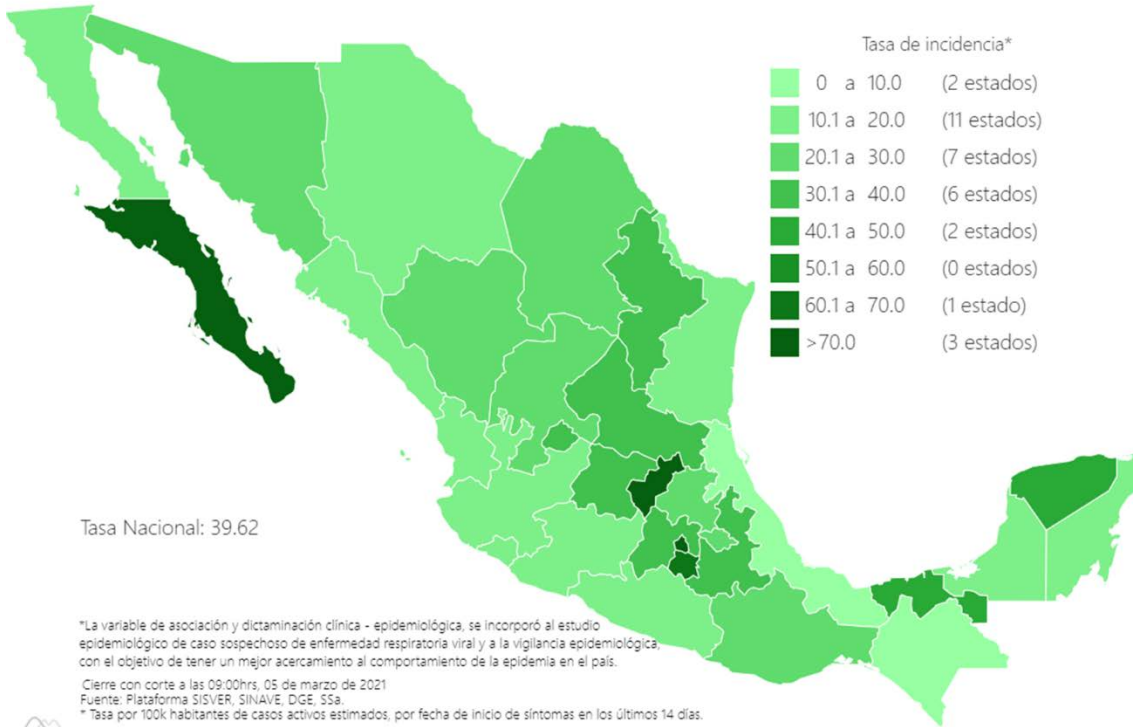 Tasa de incidencia*
0 a 10.0 (2 estados)
10.1 a 20.0 (11 estados)
20.1 a 30.0 (7 estados)
30.1 a 40.0 (6 estados)
40.1 a 50.0 (2 estados)
50.1 a 60.0 (0 estados)
60.1 a 70.0 (1 estado)
>70.0 (3 estados)
Tasa Nacional: 39.62
*La variable de asociación y dictaminación clínica - epidemiológica, se incorporó al estudio
epidemiológico de caso sospechoso de enfermedad respiratoria viral y a la vigilancia epidemiológica,
con el objetivo de tener un mejor acercamiento al comportamiento de la epidemia en el país.
Cierre con corte a las 09:00hrs, 05 de marzo de 2021
Fuente: Plataforma SISVER, SINAVE, DGE, SSa.
* Tasa por 100k habitantes de casos activos estimados, por fecha de inicio de síntomas en los últimos 14 días.